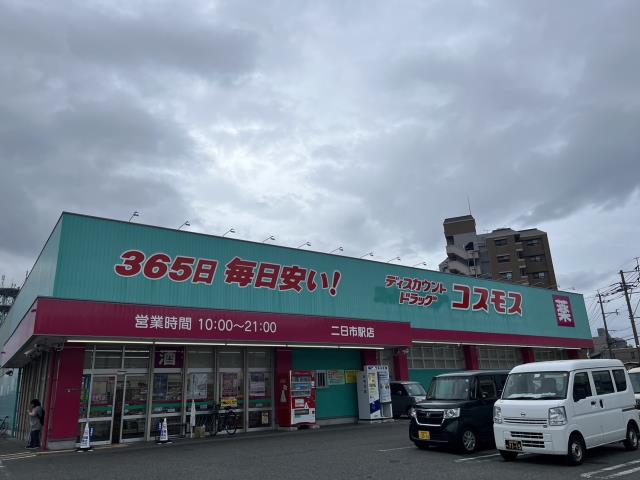 365日 毎日安い!
ディスカウント
ドラッグ
コスモス
薬
営業時間 10:00〜21:00
二日市駅店
酒